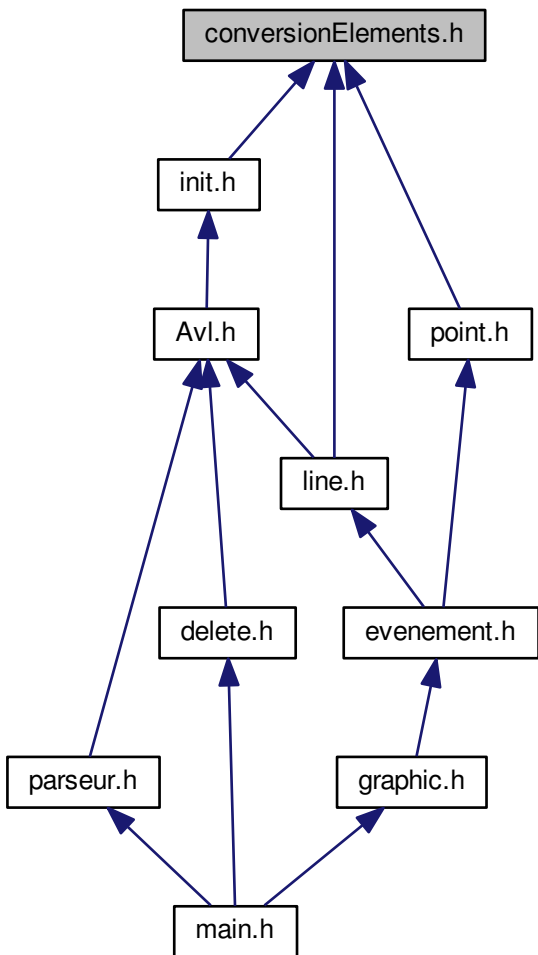 conversionElements.h
init.h
Avl.h
point.h
line.h
delete.h
evenement.h
parseur.h
graphic.h
main.h